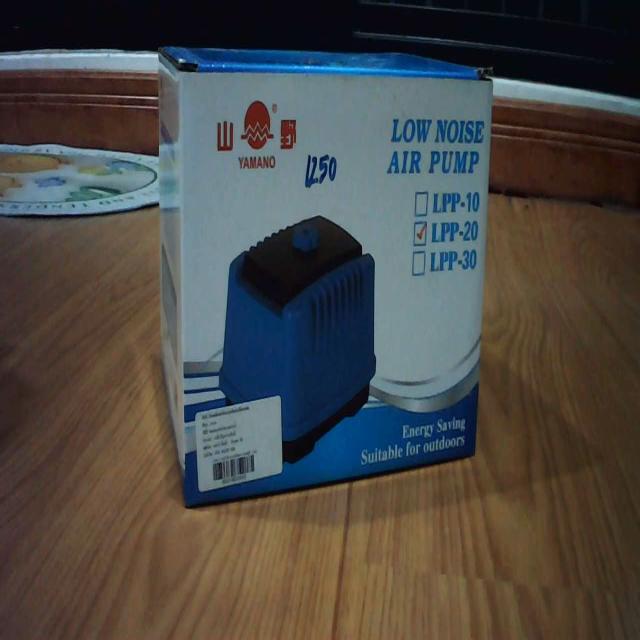 山 野
®
YAMANO
1250
LOW NOISE
AIR PUMP
LPP-10
LPP-20
LPP-30
Energy Saving
Suitable for outdoors